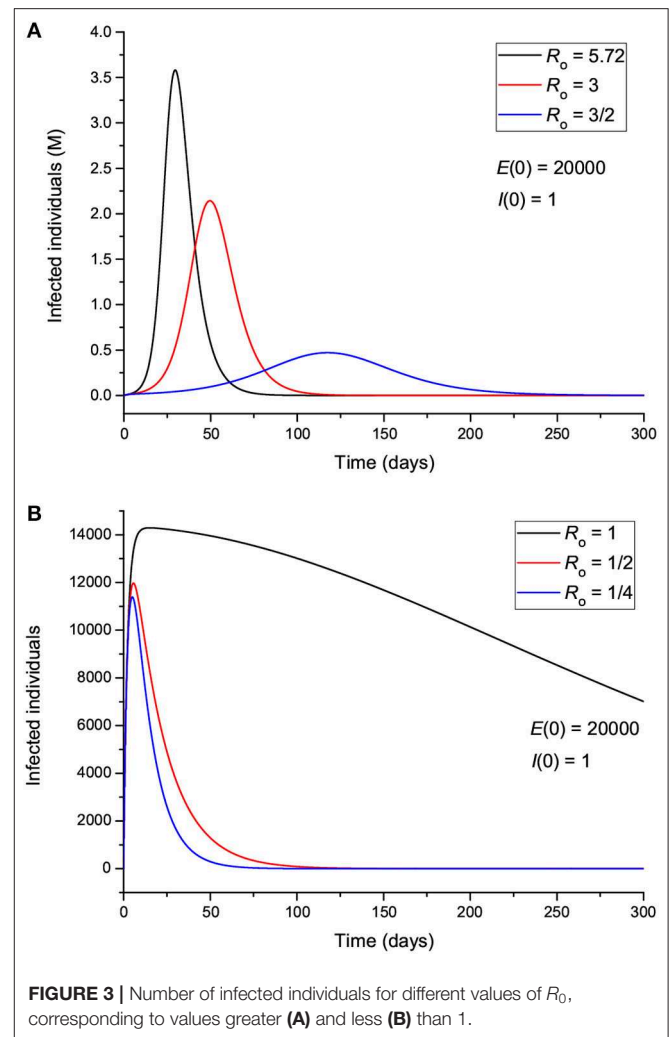 A
4.0
3.5
3.0
2.5
2.0
1.5
1.0
0.5
0.0
Infected individuals (M)
Rₒ = 5.72
Rₒ = 3
Rₒ = 3/2
E(0) = 20000
I(0) = 1
0 50 100 150 200 250 300
Time (days)
B
14000
12000
10000
8000
6000
4000
2000
0
Infected individuals
Rₒ = 1
Rₒ = 1/2
Rₒ = 1/4
E(0) = 20000
I(0) = 1
0 50 100 150 200 250 300
Time (days)
FIGURE 3 | Number of infected individuals for different values of R₀,
corresponding to values greater (A) and less (B) than 1.